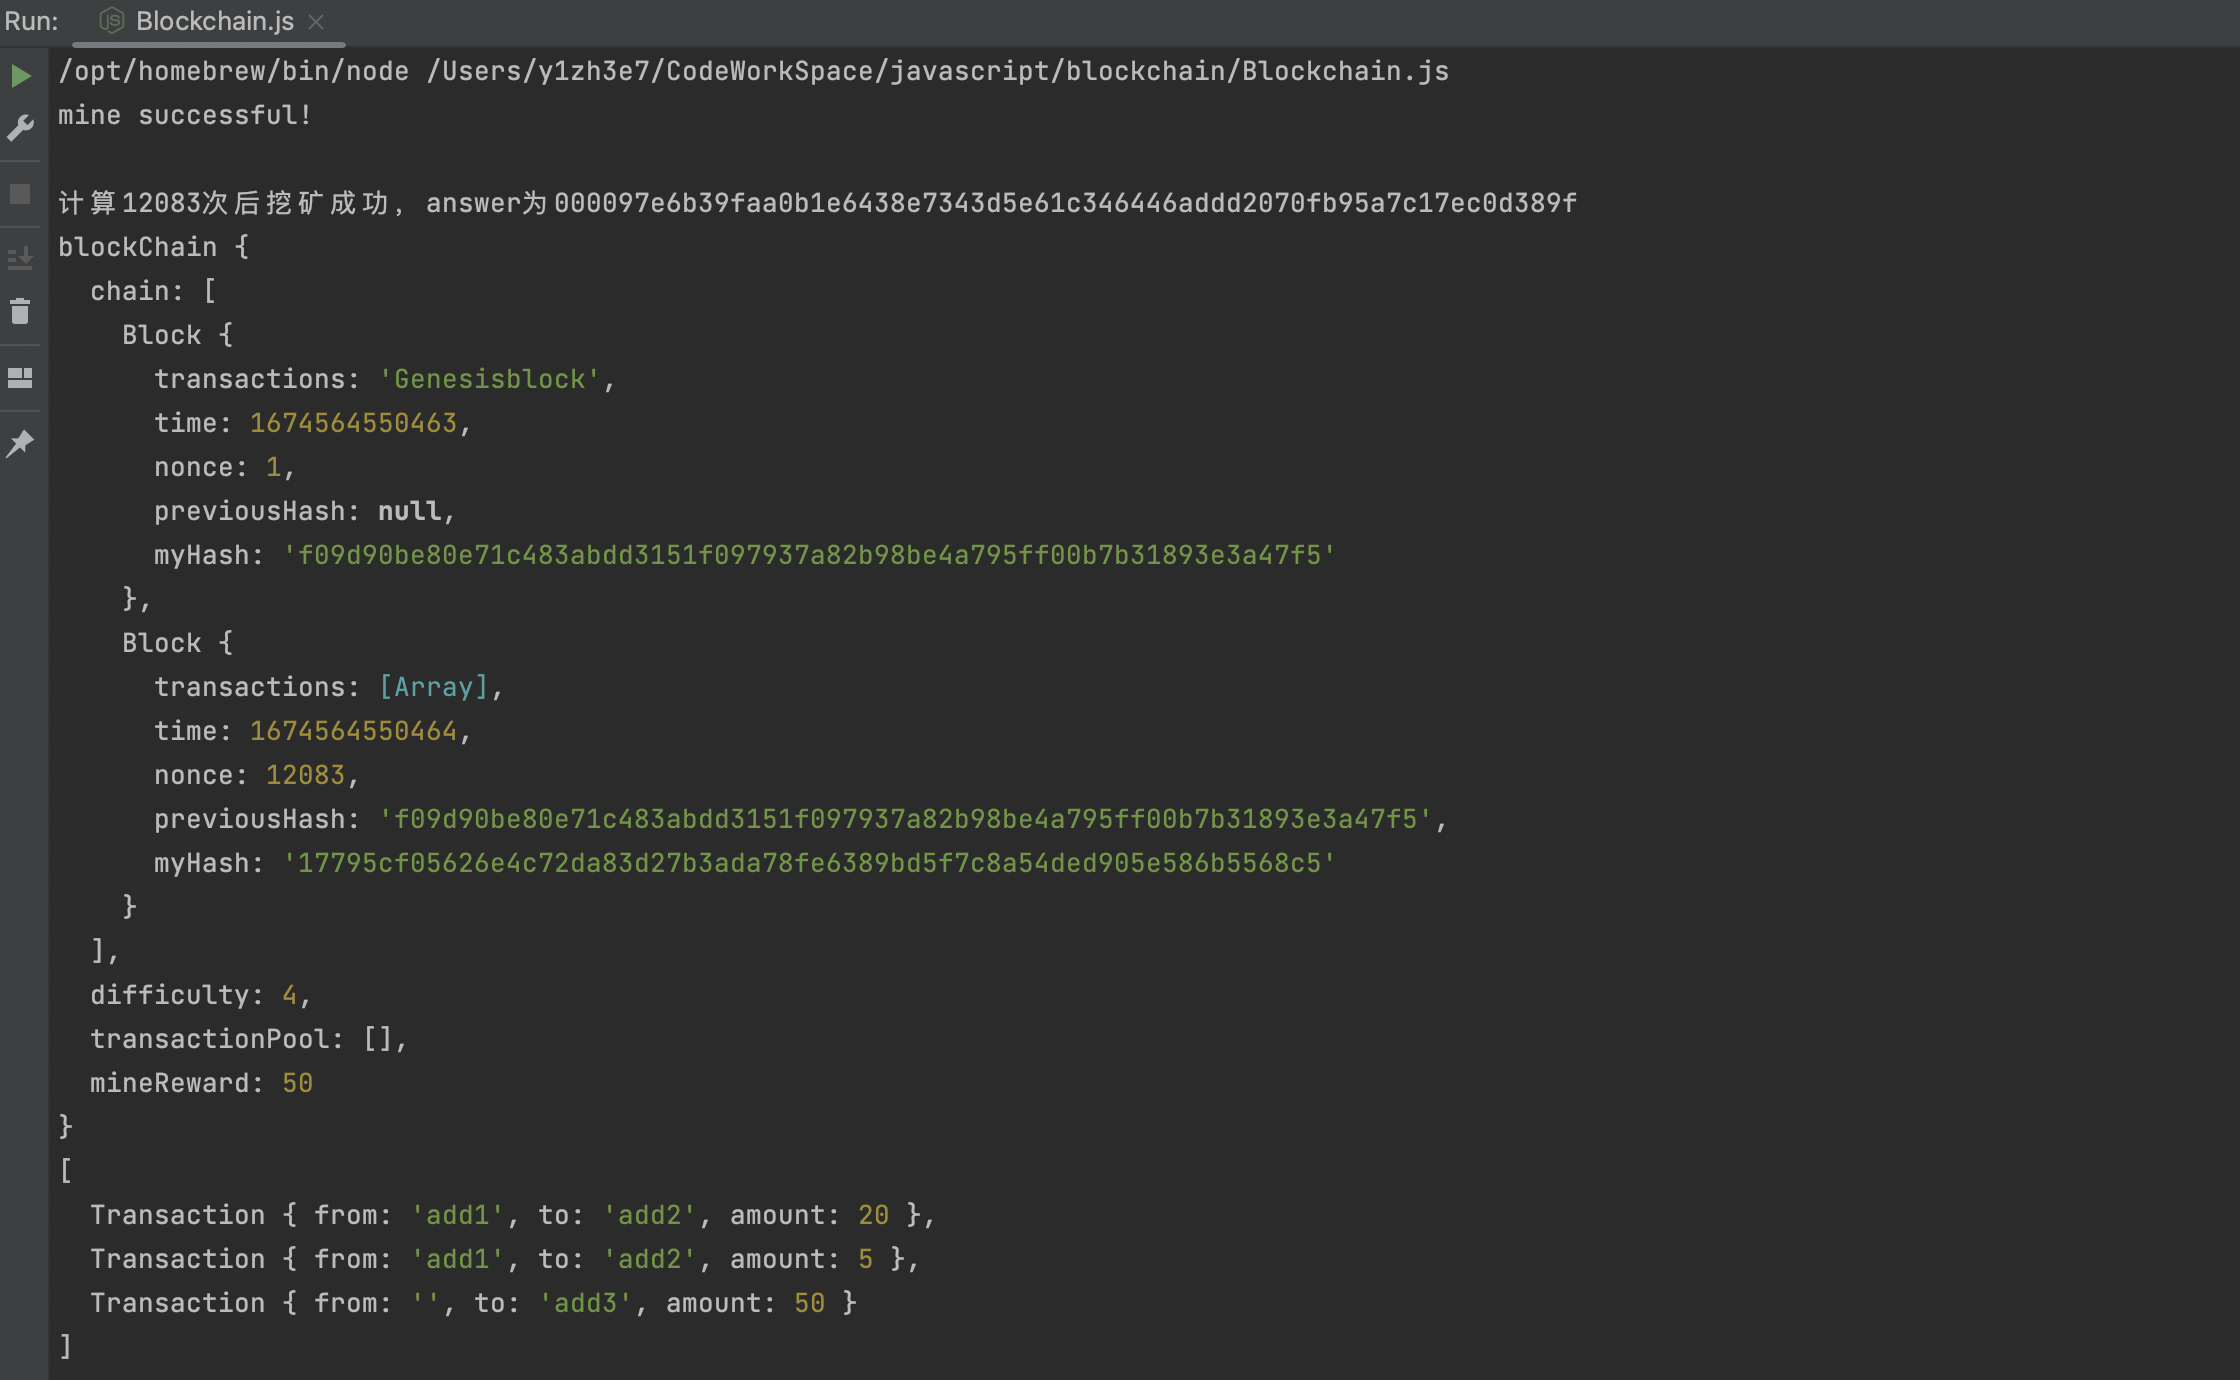 Run: Blockchain.js
/opt/homebrew/bin/node /Users/y1zh3e7/CodeWorkSpace/javascript/blockchain/Blockchain.js
mine successful!
计算12083次后挖矿成功, answer为000097e6b39faa0b1e6438e7343d5e61c346446addd2070fb95a7c17ec0d389f
blockChain {
  chain: [
    Block {
      transactions: 'Genesisblock',
      time: 1674564550463,
      nonce: 1,
      previousHash: null,
      myHash: 'f09d90be80e71c483abdd3151f097937a82b98be4a795ff00b7b31893e3a47f5'
    },
    Block {
      transactions: [Array],
      time: 1674564550464,
      nonce: 12083,
      previousHash: 'f09d90be80e71c483abdd3151f097937a82b98be4a795ff00b7b31893e3a47f5',
      myHash: '17795cf05626e4c72da83d27b3ada78fe6389bd5f7c8a54ded905e586b5568c5'
    }
  ],
  difficulty: 4,
  transactionPool: [],
  mineReward: 50
}
[
  Transaction { from: 'add1', to: 'add2', amount: 20 },
  Transaction { from: 'add1', to: 'add2', amount: 5 },
  Transaction { from: '', to: 'add3', amount: 50 }
]